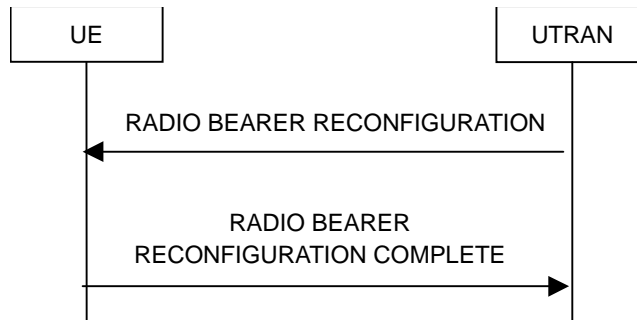 UE
UTRAN
RADIO BEARER RECONFIGURATION
RADIO BEARER
RECONFIGURATION COMPLETE